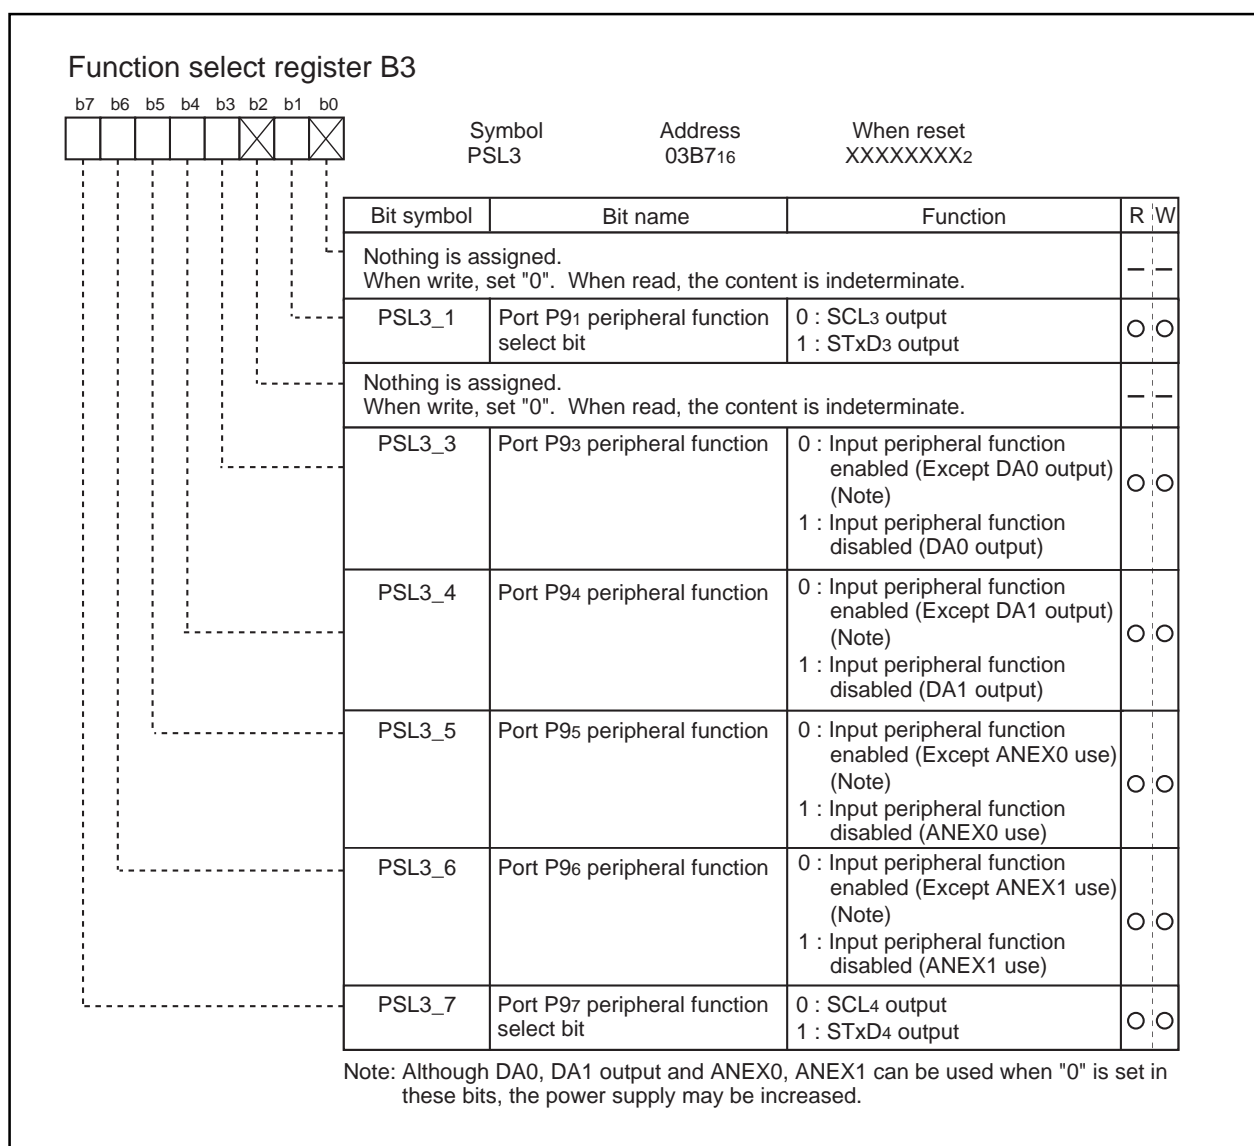 Function select register B3
b7 b6 b5 b4 b3 b2 b1 b0
Symbol Address When reset
PSL3 03B716 XXXXXXXX2
Bit symbol Bit name Function R W
Nothing is assigned.
When write, set "0". When read, the content is indeterminate.
— —
PSL3_1 Port P91 peripheral function select bit
0 : SCL3 output
1 : STxD3 output
Nothing is assigned.
When write, set "0". When read, the content is indeterminate.
— —
PSL3_3 Port P93 peripheral function
0 : Input peripheral function
enabled (Except DA0 output)
(Note)
1 : Input peripheral function
disabled (DA0 output)
PSL3_4 Port P94 peripheral function
0 : Input peripheral function
enabled (Except DA1 output)
(Note)
1 : Input peripheral function
disabled (DA1 output)
PSL3_5 Port P95 peripheral function
0 : Input peripheral function
enabled (Except ANEX0 use)
(Note)
1 : Input peripheral function
disabled (ANEX0 use)
PSL3_6 Port P96 peripheral function
0 : Input peripheral function
enabled (Except ANEX1 use)
(Note)
1 : Input peripheral function
disabled (ANEX1 use)
PSL3_7 Port P97 peripheral function
select bit
0 : SCL4 output
1 : STxD4 output
Note: Although DA0, DA1 output and ANEX0, ANEX1 can be used when "0" is set in
these bits, the power supply may be increased.